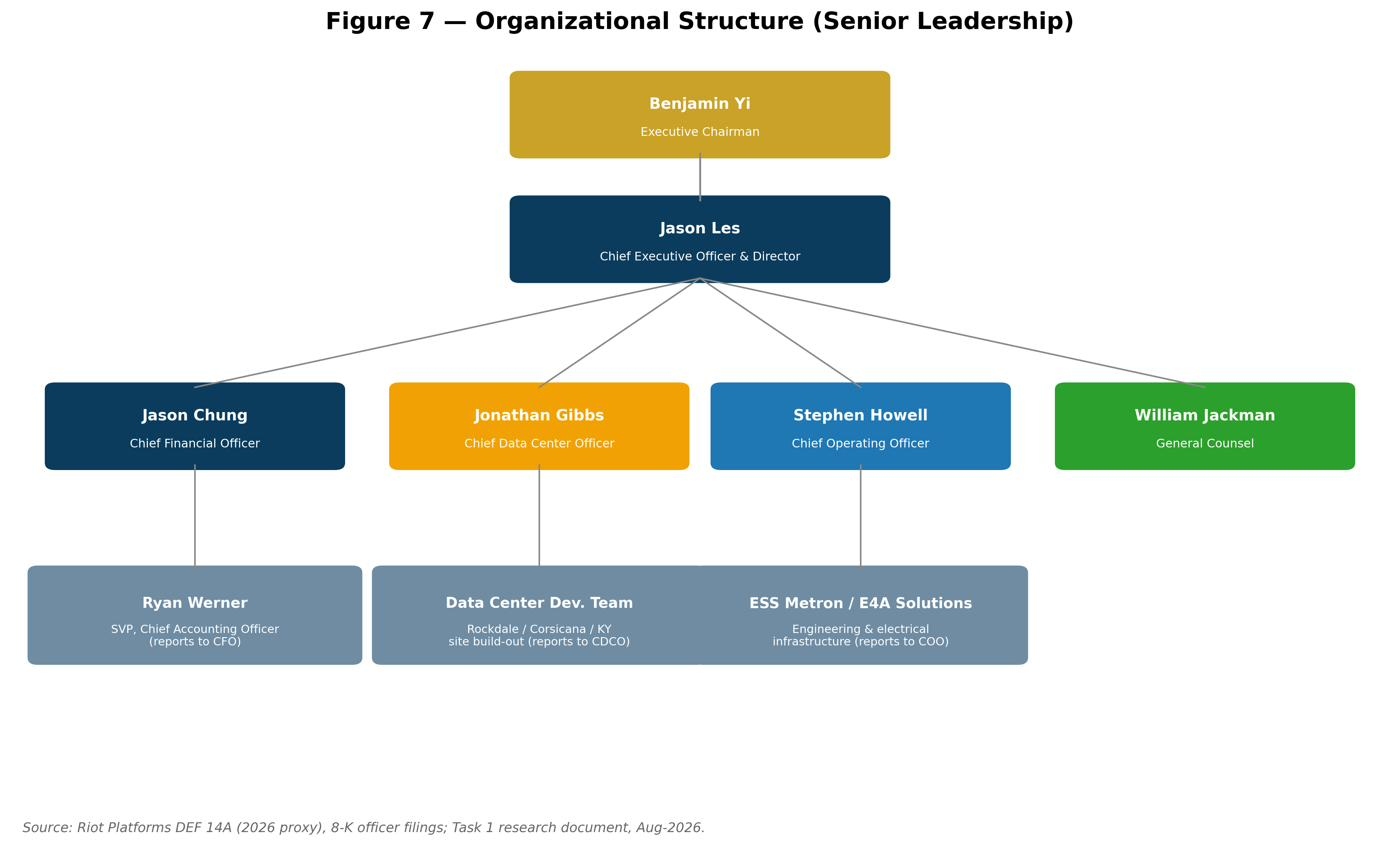 Figure 7 — Organizational Structure (Senior Leadership)
Benjamin Yi
Executive Chairman
Jason Les
Chief Executive Officer & Director
Jason Chung
Chief Financial Officer
Jonathan Gibbs
Chief Data Center Officer
Stephen Howell
Chief Operating Officer
William Jackman
General Counsel
Ryan Werner
SVP, Chief Accounting Officer
(reports to CFO)
Data Center Dev. Team
Rockdale / Corsicana / KY
site build-out (reports to CDCO)
ESS Metron / E4A Solutions
Engineering & electrical
infrastructure (reports to COO)
Source: Riot Platforms DEF 14A (2026 proxy), 8-K officer filings; Task 1 research document, Aug-2026.